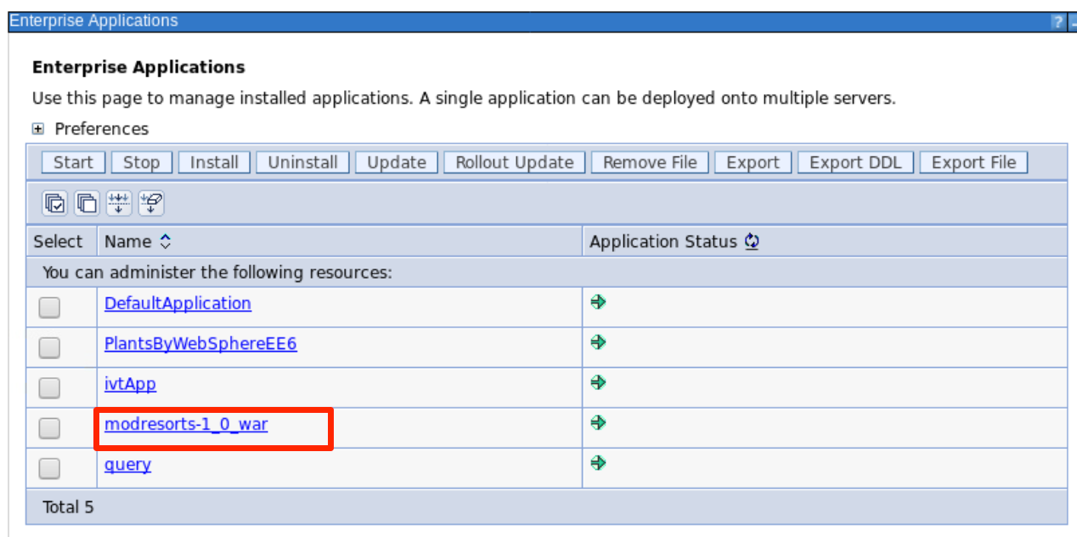 Enterprise Applications ? -
Enterprise Applications
Use this page to manage installed applications. A single application can be deployed onto multiple servers.
Preferences
Start Stop Install Uninstall Update Rollout Update Remove File Export Export DDL Export File
Select Name Application Status
You can administer the following resources:
DefaultApplication
PlantsByWebSphereEE6
ivtApp
modresorts-1_0_war
query
Total 5